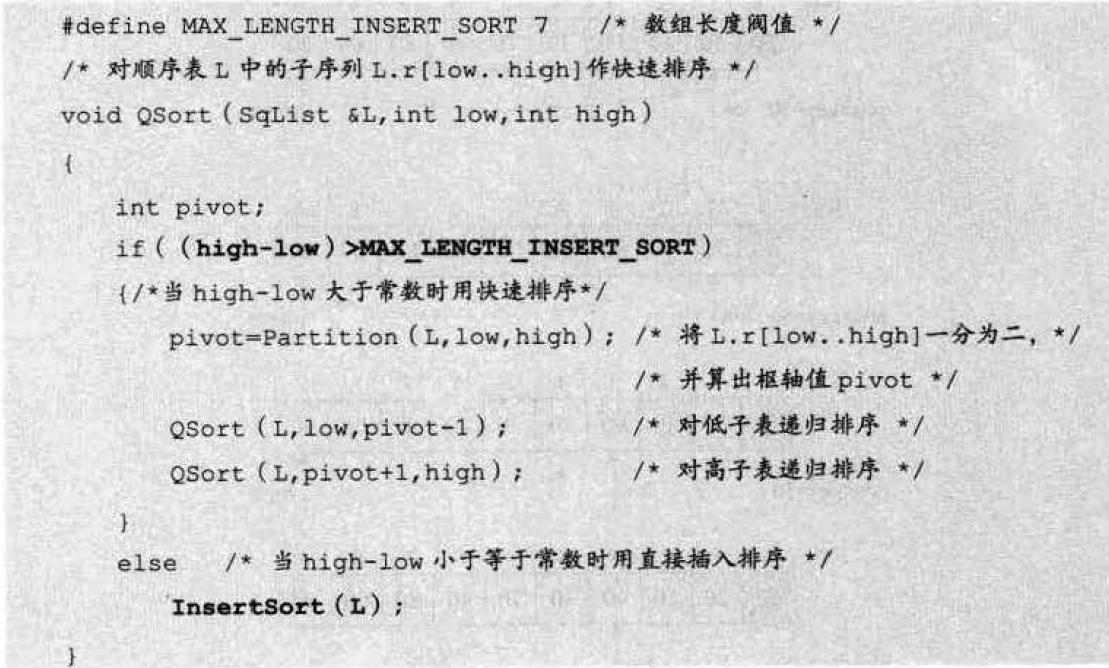 #define MAX_LENGTH_INSERT_SORT 7 /* 数组长度阀值 */
/* 对顺序表 L 中的子序列 L.r[low..high]作快速排序 */
void QSort(SqList &L,int low,int high)
{
int pivot;
if((high-low)>MAX_LENGTH_INSERT_SORT)
{/*当 high-low 大于常数时用快速排序*/
pivot=Partition(L,low,high); /* 将 L.r[low..high]一分为二, */
/* 并算出枢轴值 pivot */
QSort(L,low,pivot-1); /* 对低子表递归排序 */
QSort(L,pivot+1,high); /* 对高子表递归排序 */
}
else /* 当 high-low 小于等于常数时用直接插入排序 */
InsertSort(L);
}